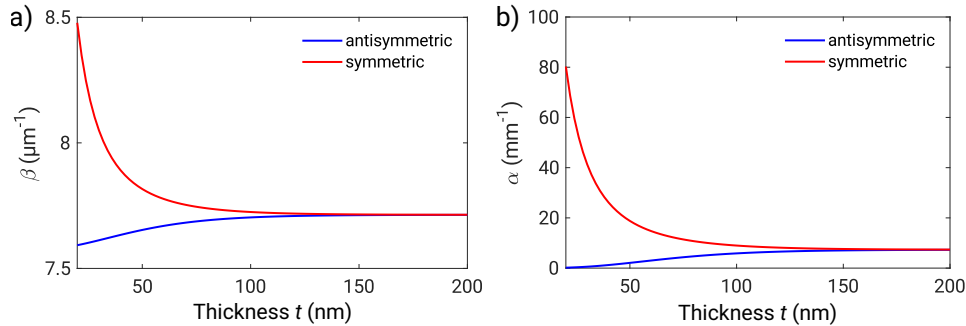 a)
8.5
8
7.5
β (μm⁻¹)
antisymmetric
symmetric
50
100
150
200
Thickness t (nm)
b)
100
80
60
40
20
0
α (mm⁻¹)
antisymmetric
symmetric
50
100
150
200
Thickness t (nm)